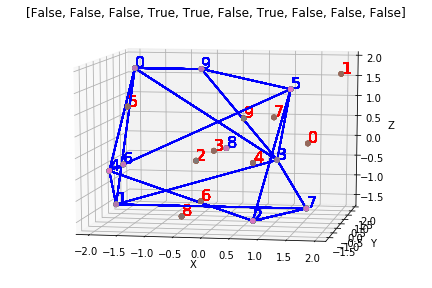 [False, False, False, True, True, False, True, False, False, False]
0 9 5 1
5 9 7 0
6 2 3 8 4 3
4 1 6 8 2 7
2.0
1.5
1.0
0.5
0.0
−0.5
−1.0
−1.5
Z
−2.0 −1.5 −1.0 −0.5 0.0 0.5 1.0 1.5 2.0
X
Y